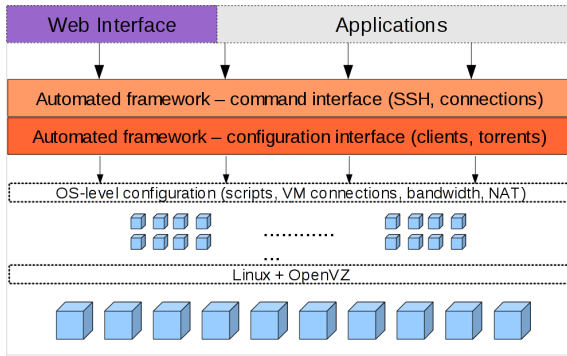 Web Interface
Applications
Automated framework – command interface (SSH, connections)
Automated framework – configuration interface (clients, torrents)
OS-level configuration (scripts, VM connections, bandwidth, NAT)
............
...
Linux + OpenVZ